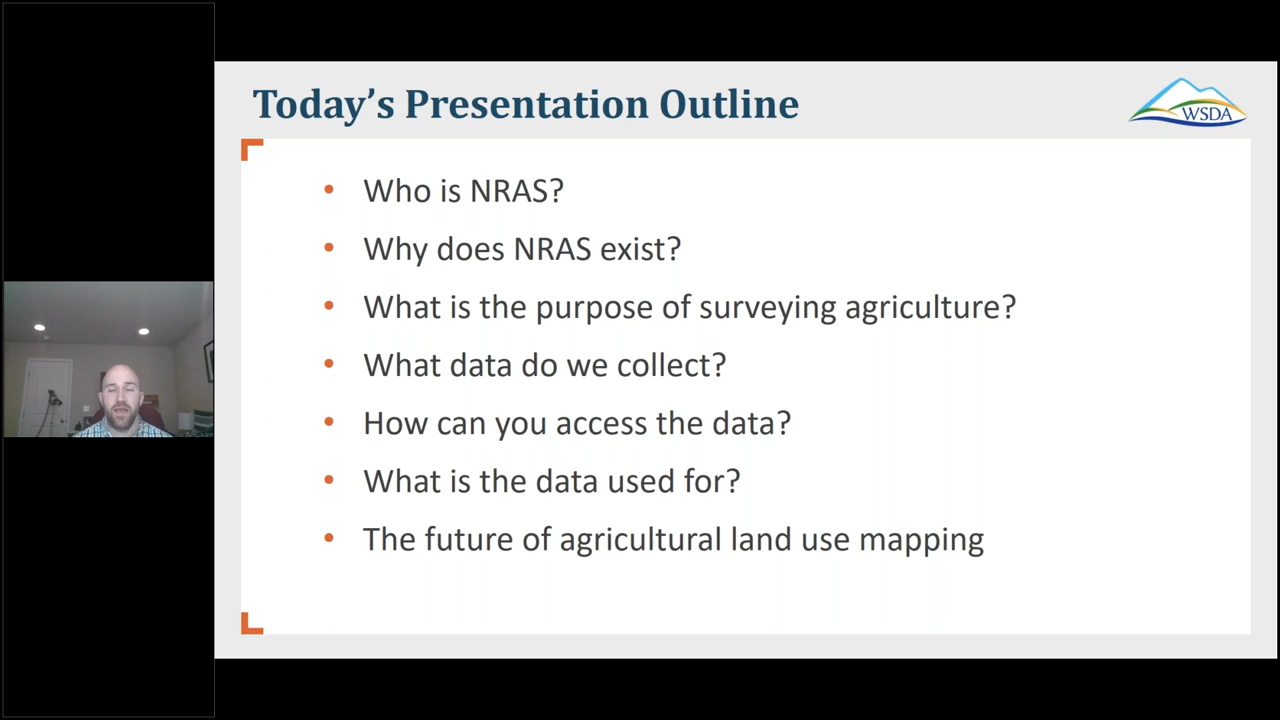 Today’s Presentation Outline
WSDA
• Who is NRAS?
• Why does NRAS exist?
• What is the purpose of surveying agriculture?
• What data do we collect?
• How can you access the data?
• What is the data used for?
• The future of agricultural land use mapping